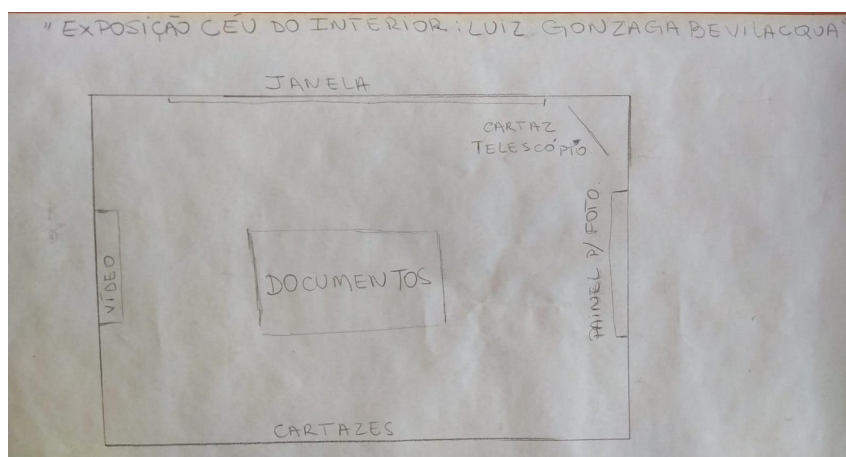 "EXPOSIÇÃO CÉU DO INTERIOR: LUIZ GONZAGA BEVILACQUA"
JANELA
CARTAZ
TELESCÓPIO
PAINEL P/ FOTO.
VÍDEO
DOCUMENTOS
CARTAZES